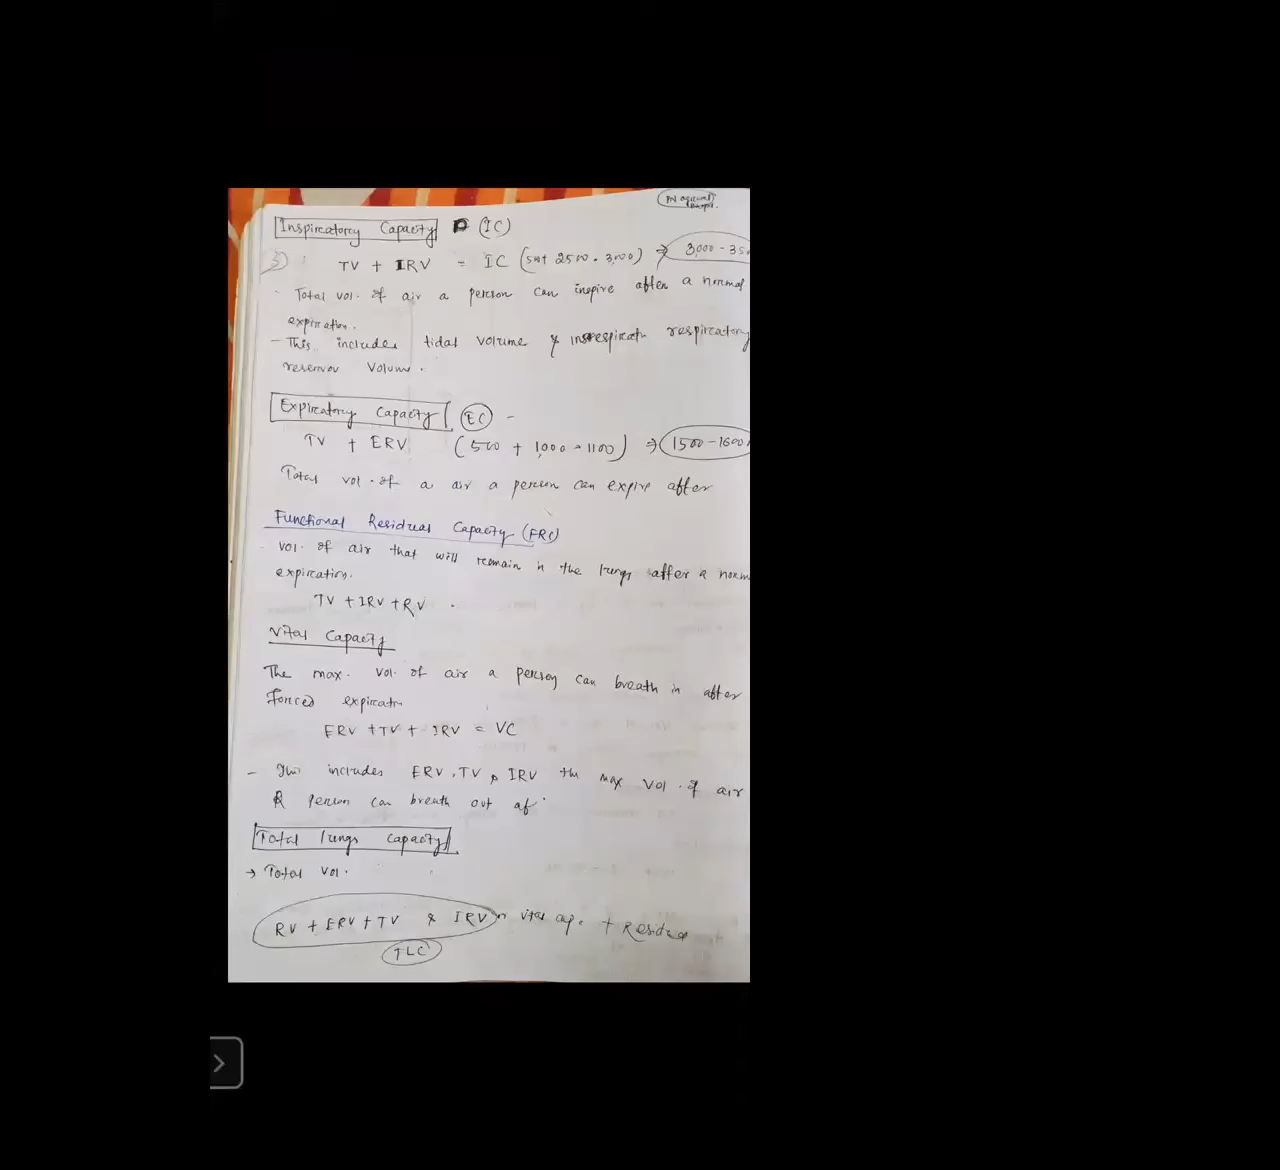 Inspiratory Capacity (IC)
TV + IRV = IC (500+ 2500 - 3,000) ⇒ 3,000 - 35
Total vol. of air a person can inspire after a normal
expiration.
- This includes tidal volume & respiratory
Volume.
Expiratory Capacity (EC) -
TV + ERV (500 + 1,000 - 1100) ⇒ 1500-1600
Total vol. of a air a person can expire after
Functional Residual Capacity (FRC)
vol. of air that will remain in the lungs after a norm
expiration.
TV + IRV + RV .
Vital Capacity
The max. vol. of air a person can breath in after
Forced expiratn
ERV + TV + IRV = VC
- This includes ERV, TV & IRV the max vol. of air
a person can breath out af
Total lungs capacity
→ Total vol.
RV + ERV + TV & IRV or vital cap. + Residua
TLC